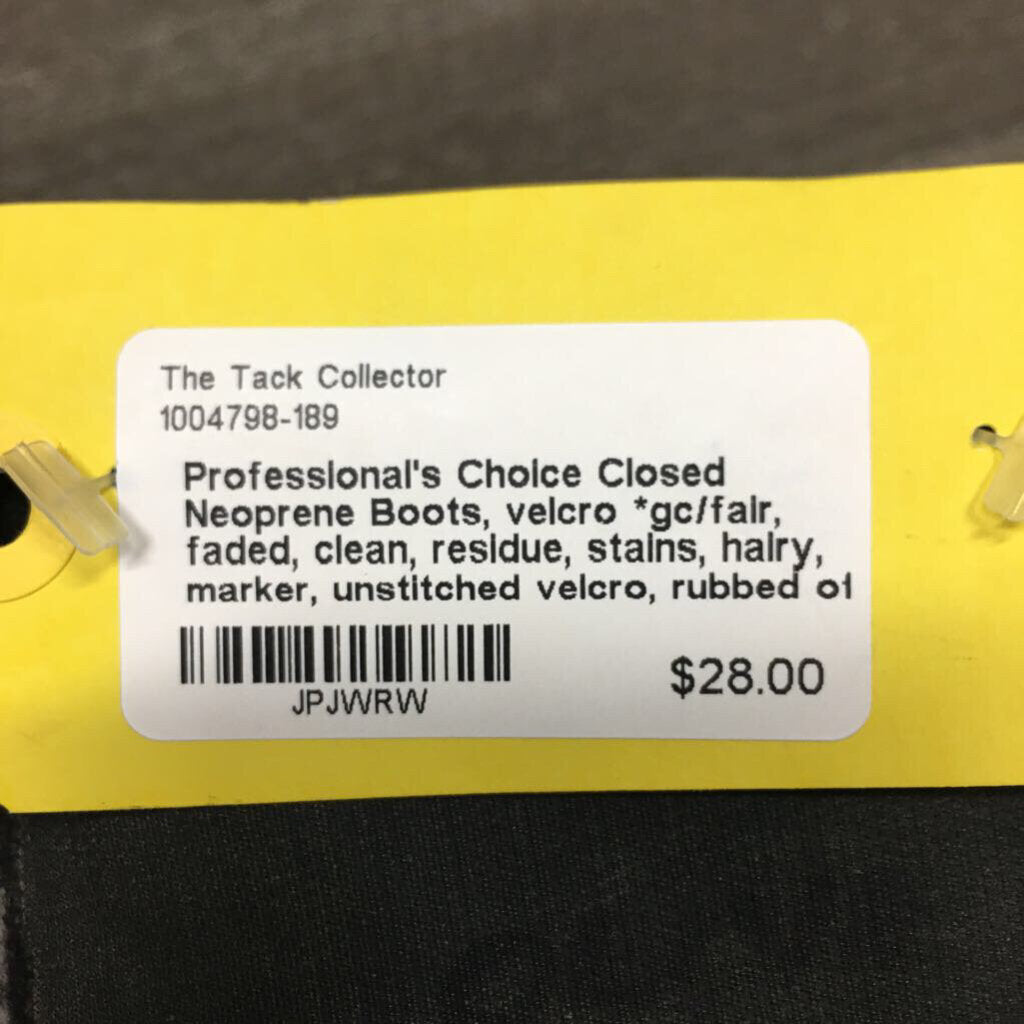 The Tack Collector
1004798-189
Professional's Choice Closed
Neoprene Boots, velcro *gc/fair,
faded, clean, residue, stains, hairy,
marker, unstitched velcro, rubbed of
JPJWRW
$28.00